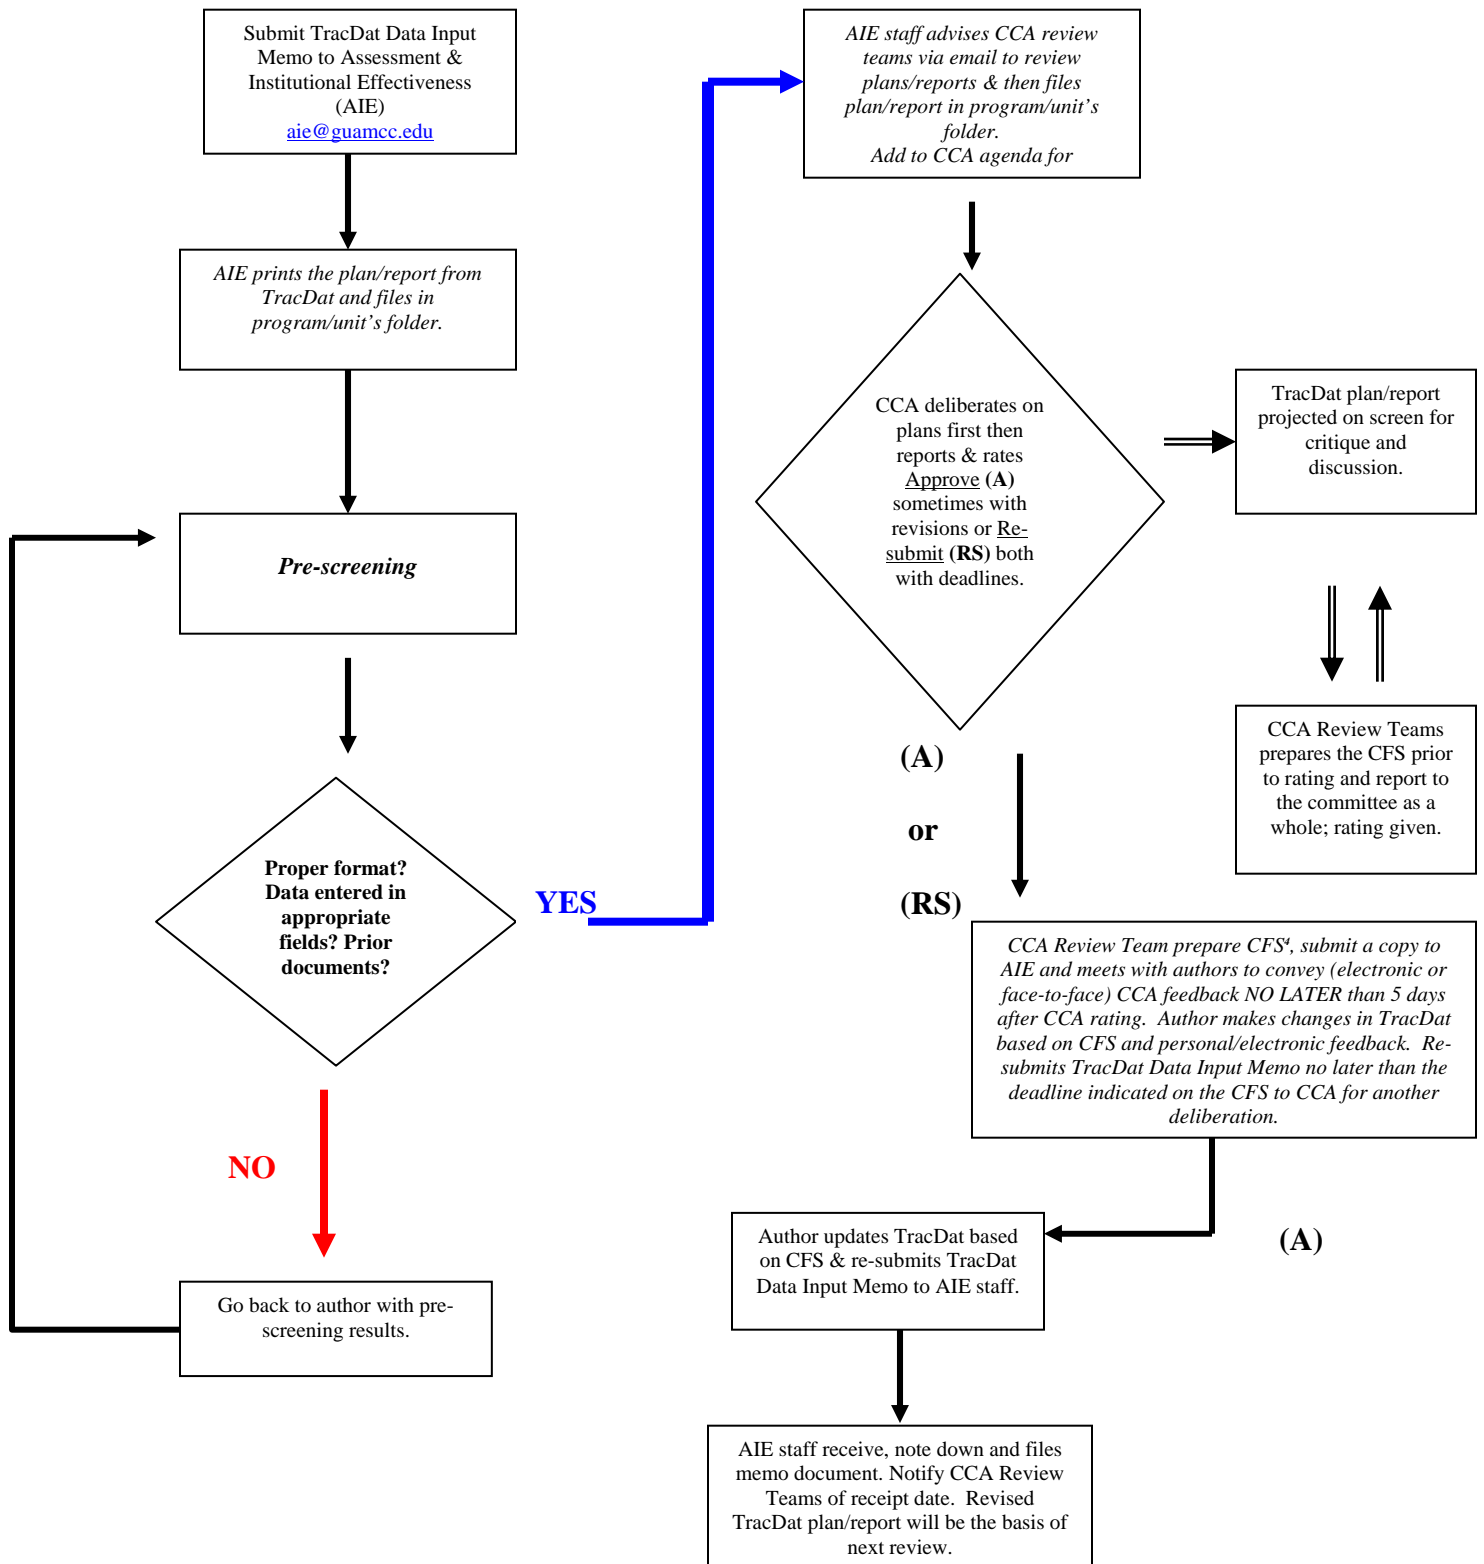 Submit TracDat Data Input
Memo to Assessment &
Institutional Effectiveness
(AIE)
aie@guamcc.edu
AIE prints the plan/report from
TracDat and files in
program/unit's folder.
Pre-screening
Proper format?
Data entered in
appropriate
fields? Prior
documents?
YES
NO
Go back to author with pre-
screening results.
AIE staff advises CCA review
teams via email to review
plans/reports & then files
plan/report in program/unit's
folder.
Add to CCA agenda for
CCA deliberates on
plans first then
reports & rates
Approve (A)
sometimes with
revisions or Re-
submit (RS) both
with deadlines.
TracDat plan/report
projected on screen for
critique and
discussion.
CCA Review Teams
prepares the CFS prior
to rating and report to
the committee as a
whole; rating given.
(A)
or
(RS)
CCA Review Team prepare CFS⁴, submit a copy to
AIE and meets with authors to convey (electronic or
face-to-face) CCA feedback NO LATER than 5 days
after CCA rating. Author makes changes in TracDat
based on CFS and personal/electronic feedback. Re-
submits TracDat Data Input Memo no later than the
deadline indicated on the CFS to CCA for another
deliberation.
(A)
Author updates TracDat based
on CFS & re-submits TracDat
Data Input Memo to AIE staff.
AIE staff receive, note down and files
memo document. Notify CCA Review
Teams of receipt date. Revised
TracDat plan/report will be the basis of
next review.